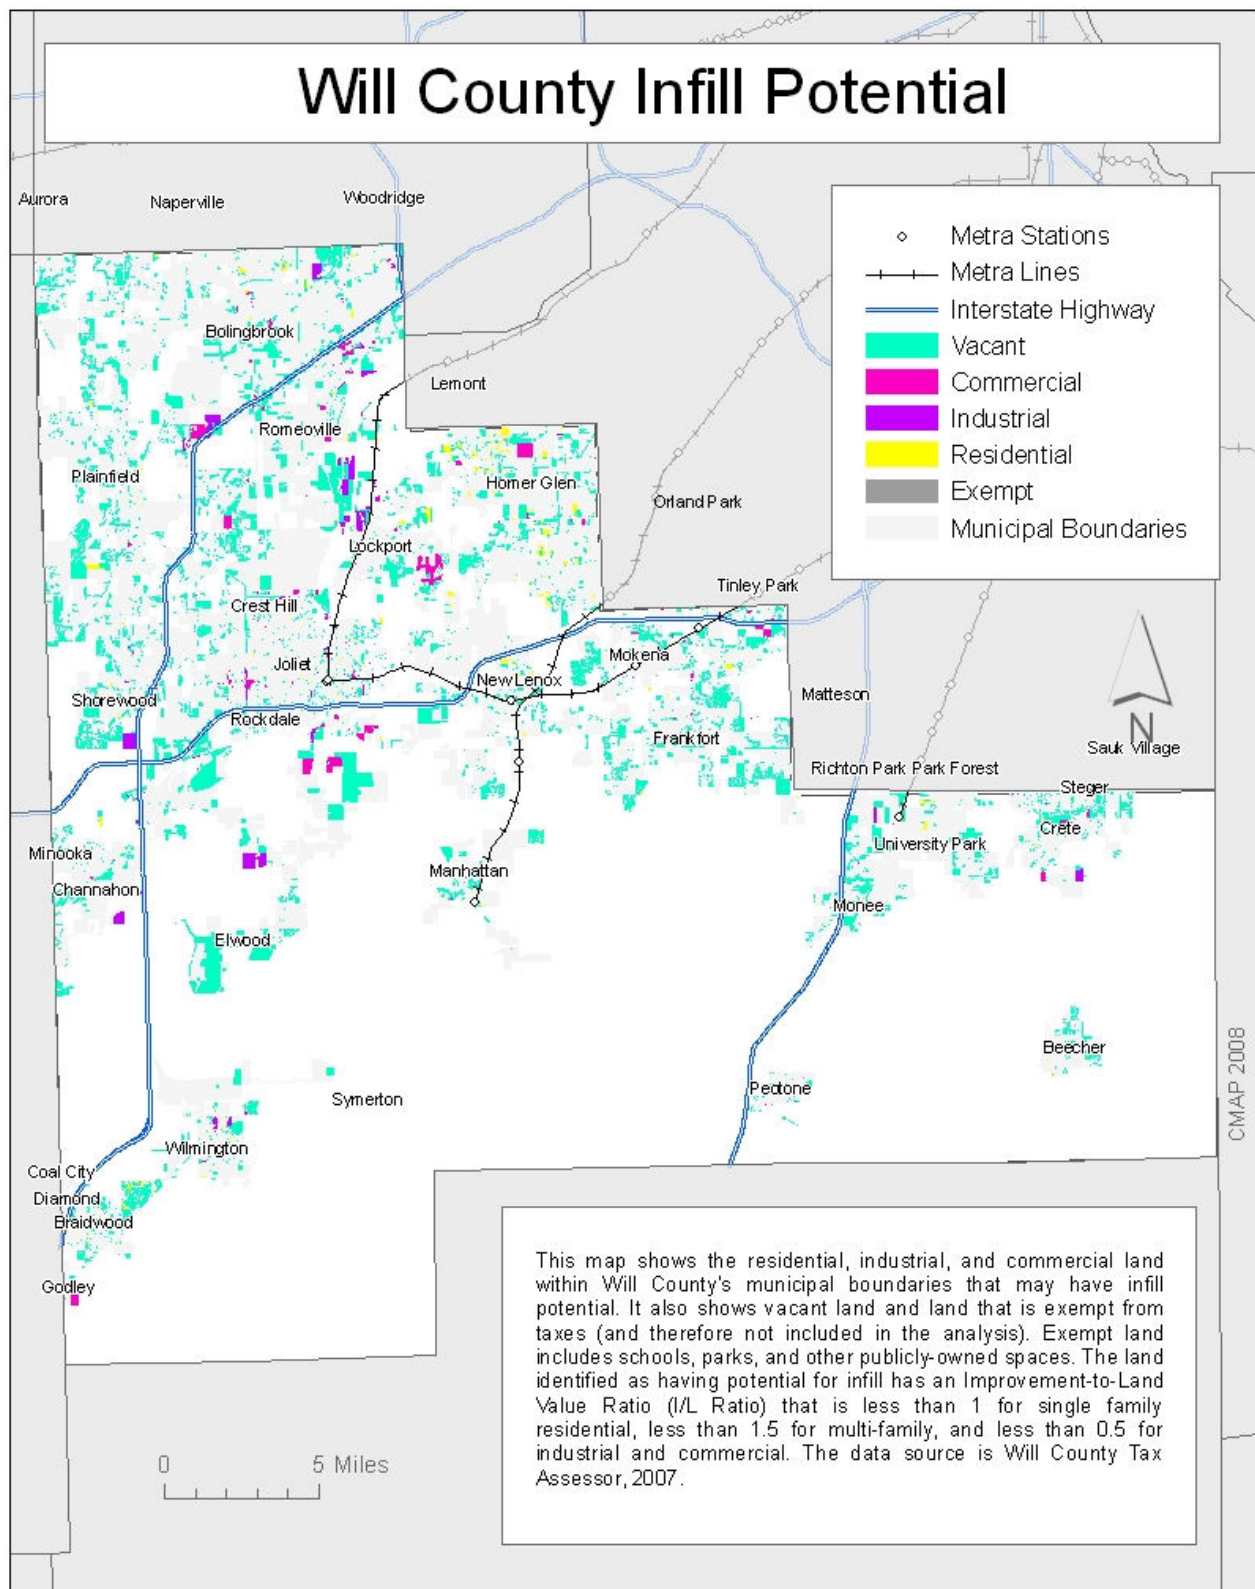 Will County Infill Potential
Aurora
Naperville
Woodridge
Metra Stations
Metra Lines
Interstate Highway
Vacant
Commercial
Industrial
Residential
Exempt
Municipal Boundaries
Bolingbrook
Lemont
Romeoville
Plainfield
Homer Glen
Orland Park
Lockport
Tinley Park
Crest Hill
Joliet
Mokena
New Lenox
Shorewood
Matteson
Rockdale
Frankfort
N
Sauk Village
Richton Park Park Forest
Steger
Crete
University Park
Minooka
Manhattan
Channahon
Monee
Elwood
Beecher
Peotone
Symerton
Wilmington
Coal City
Diamond
Braidwood
Godley
CMAP 2008
This map shows the residential, industrial, and commercial land
within Will County's municipal boundaries that may have infill
potential. It also shows vacant land and land that is exempt from
taxes (and therefore not included in the analysis). Exempt land
includes schools, parks, and other publicly-owned spaces. The land
identified as having potential for infill has an Improvement-to-Land
Value Ratio (I/L Ratio) that is less than 1 for single family
residential, less than 1.5 for multi-family, and less than 0.5 for
industrial and commercial. The data source is Will County Tax
Assessor, 2007.
0 5 Miles